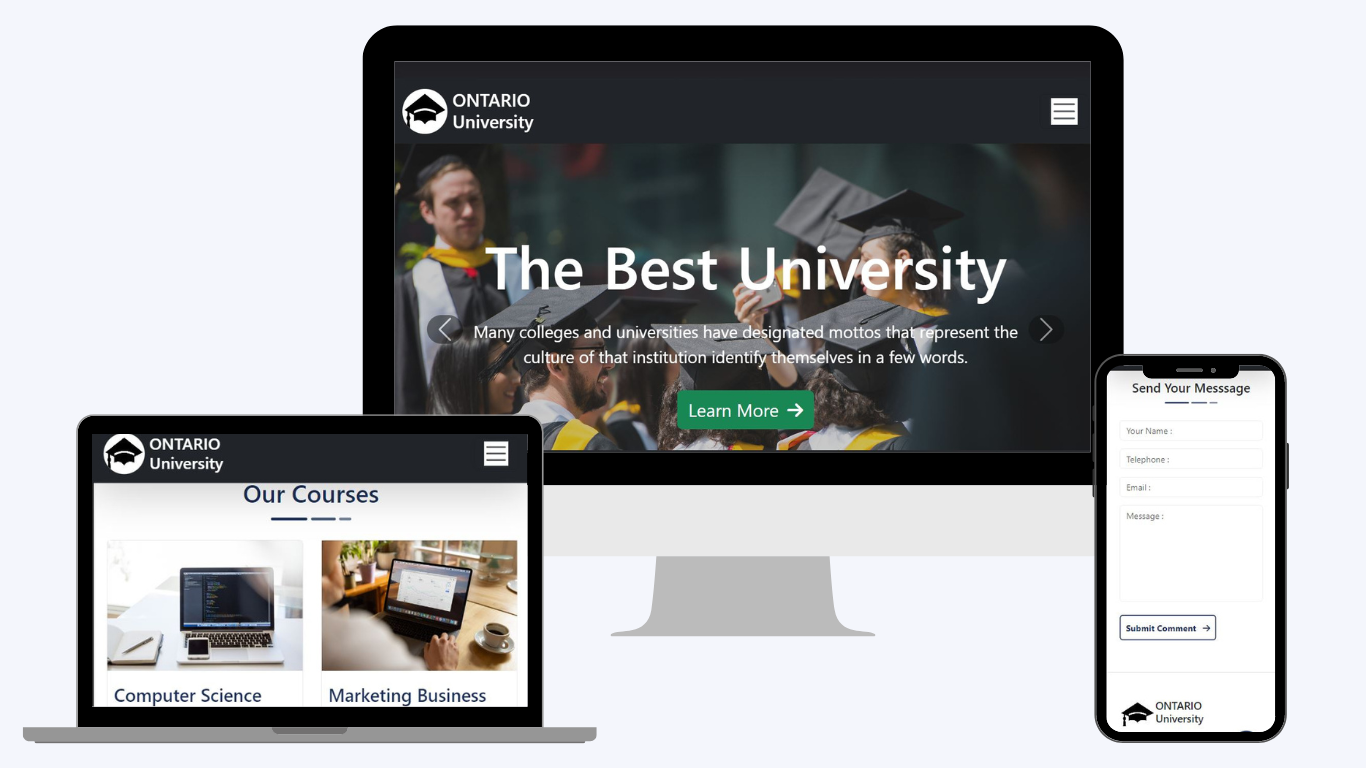 ONTARIO
University
The Best University
Many colleges and universities have designated mottos that represent the
culture of that institution identify themselves in a few words.
Learn More
ONTARIO
University
Our Courses
Computer Science
Marketing Business
Send Your Messsage
Your Name :
Telephone :
Email :
Message :
Submit Comment
ONTARIO
University